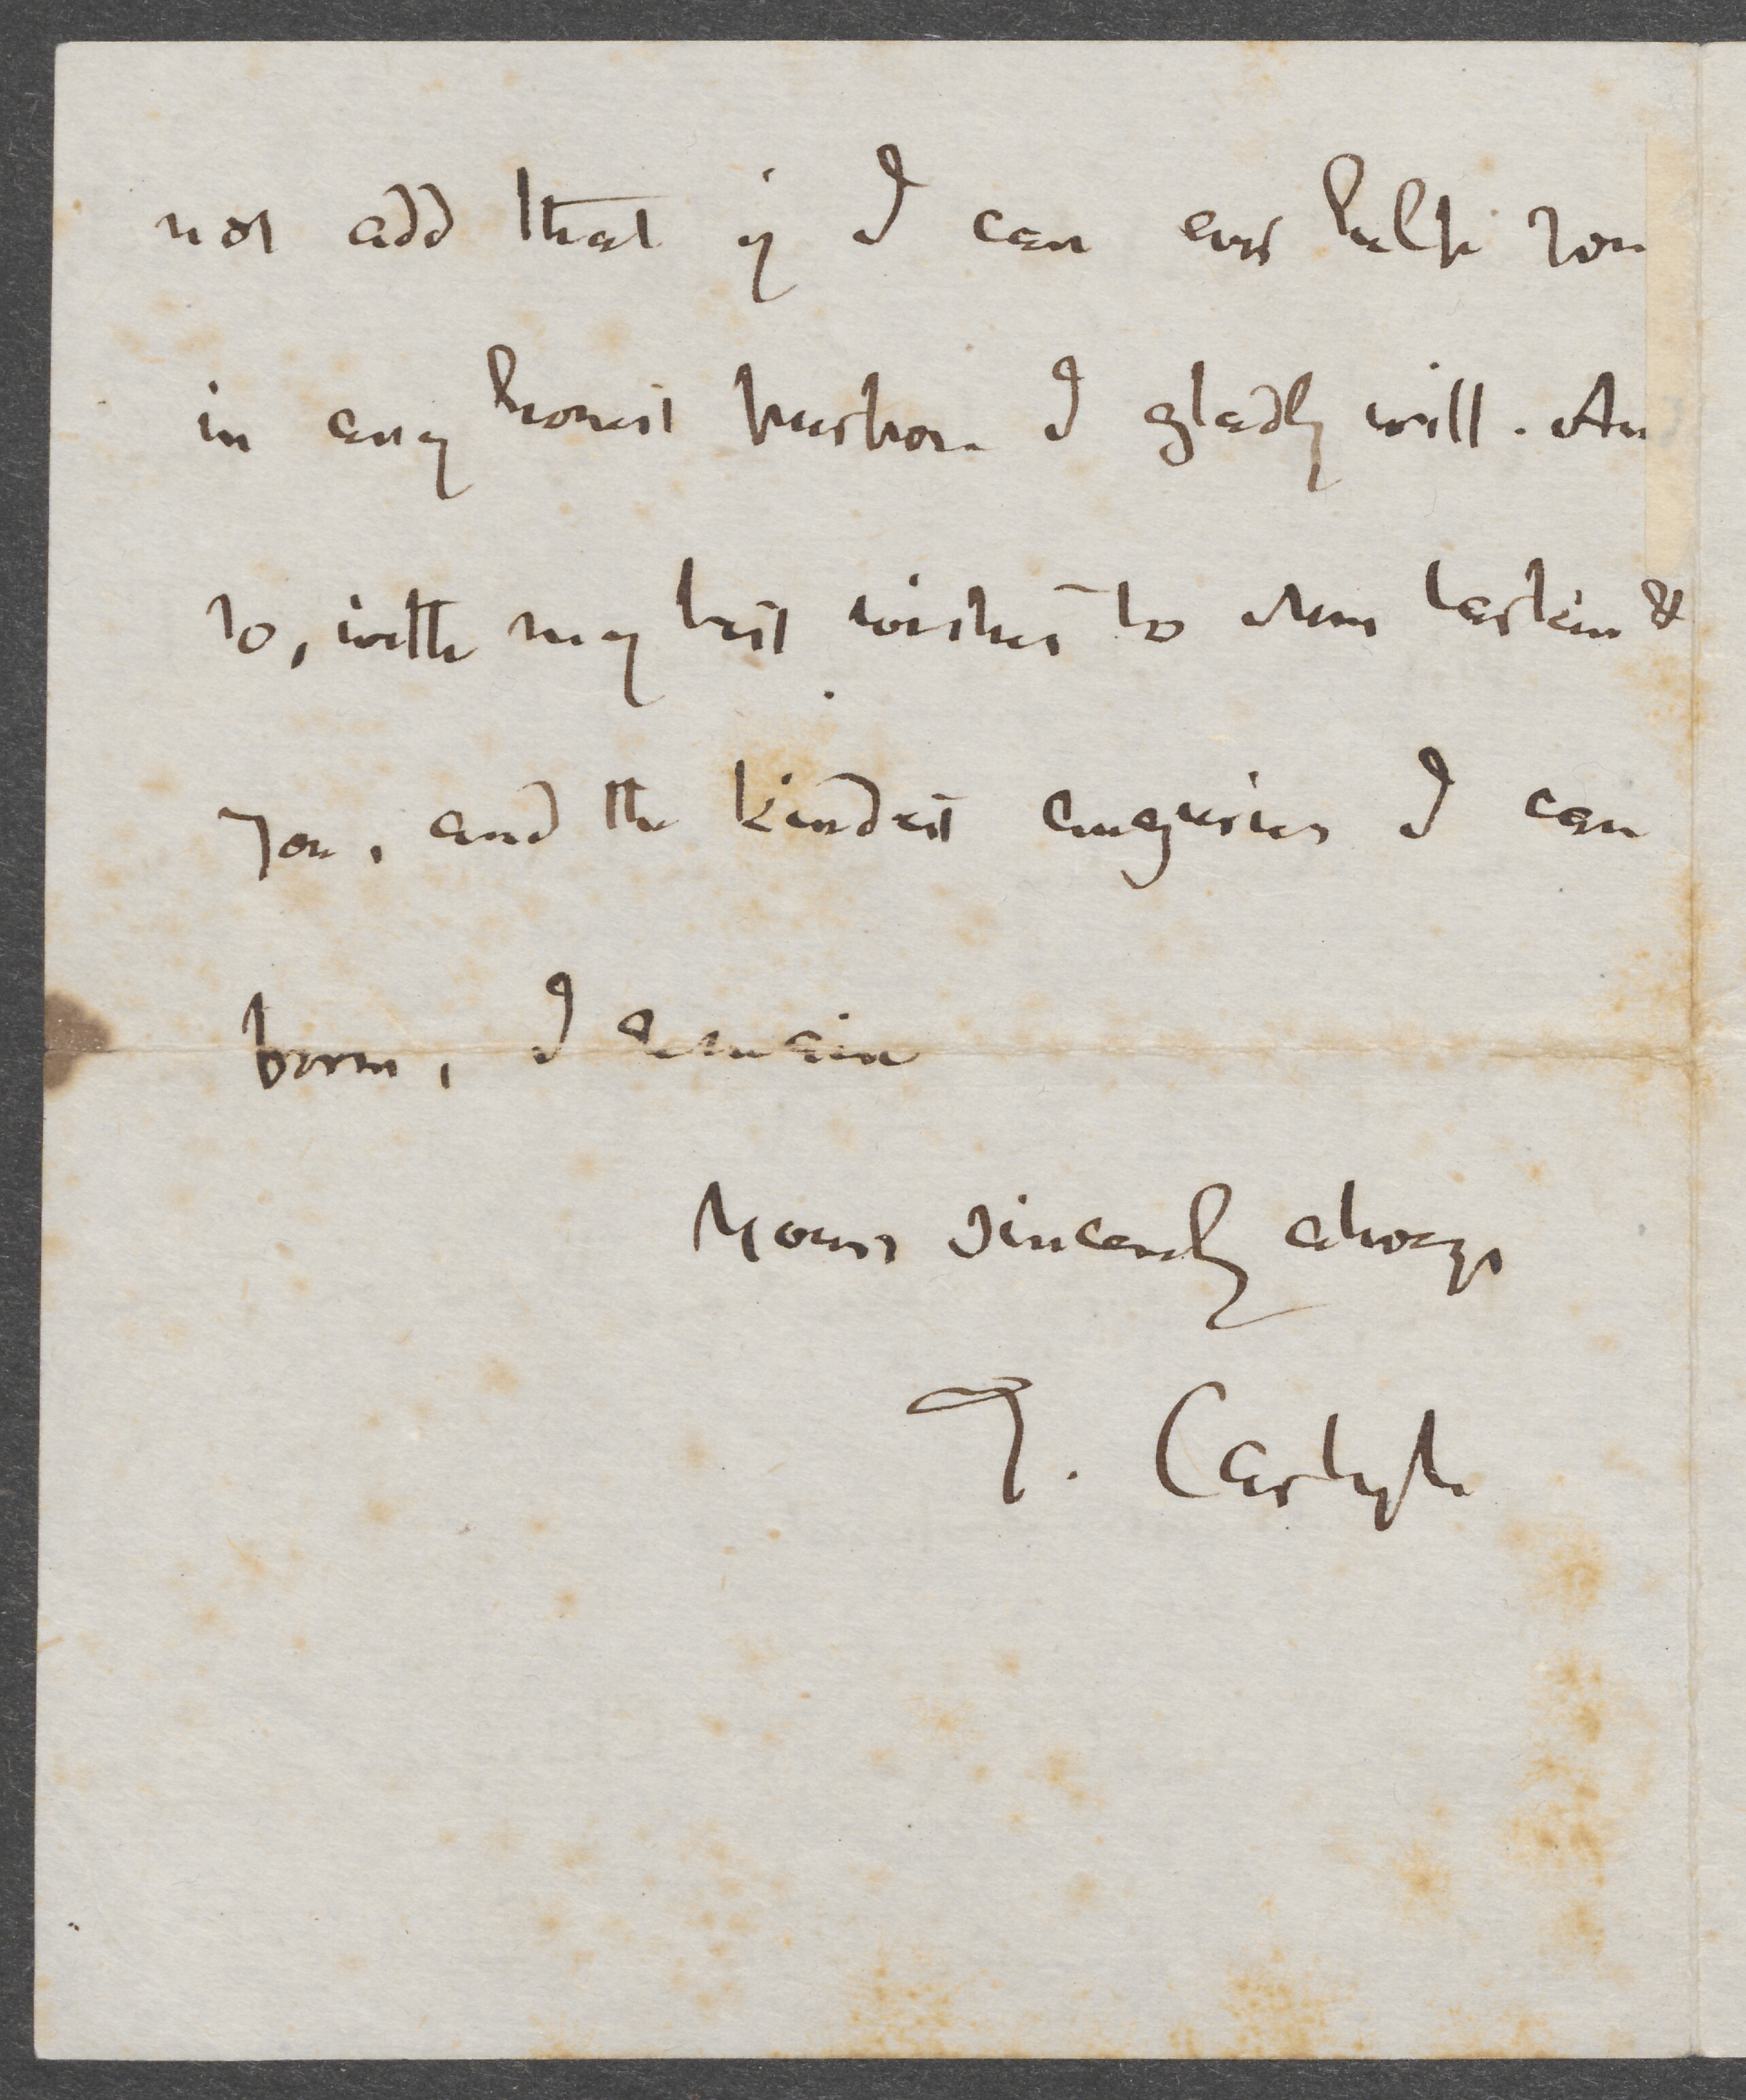 not add that if I can ever help you
in any honest purpose I gladly will. And
so, with my best wishes to Mrs Larkin &
you, and the kindest enquiries I can
form, I remain
Yours sincerely always
T. Carlyle